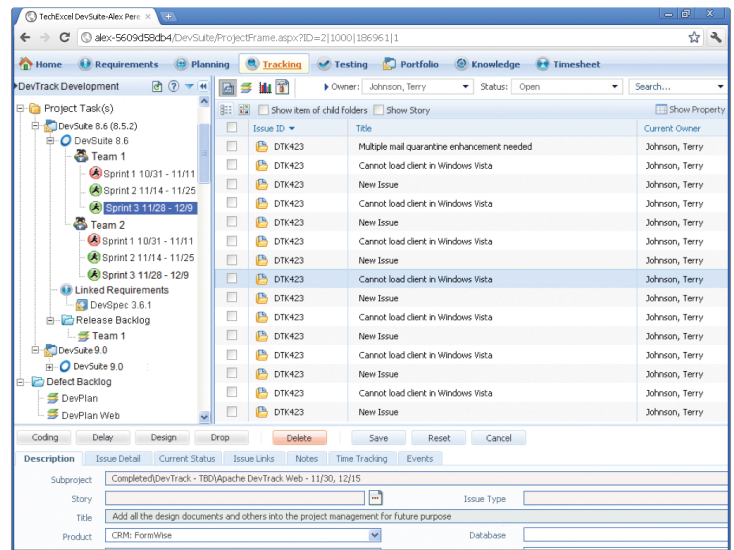 TechExcel DevSuite-Alex Pere
alex-5609d58db4/DevSuite/ProjectFrame.aspx?ID=2|1000|186961|1
Home Requirements Planning Tracking Testing Portfolio Knowledge Timesheet
DevTrack Development
Owner: Johnson, Terry Status: Open Search...
Show item of child folders Show Story Show Property
Project Task(s)
DevSuite 8.6 (8.5.2)
DevSuite 8.6
Team 1
Sprint 1 10/31 - 11/11
Sprint 2 11/14 - 11/25
Sprint 3 11/28 - 12/9
Team 2
Sprint 1 10/31 - 11/11
Sprint 2 11/14 - 11/25
Sprint 3 11/28 - 12/9
Linked Requirements
DevSpec 3.6.1
Release Backlog
Team 1
DevSuite 9.0
DevSuite 9.0
Defect Backlog
DevPlan
DevPlan Web
Issue ID Title Current Owner
DTK423 Multiple mail quarantine enhancement needed Johnson, Terry
DTK423 Cannot load client in Windows Vista Johnson, Terry
DTK423 New Issue Johnson, Terry
DTK423 Cannot load client in Windows Vista Johnson, Terry
DTK423 New Issue Johnson, Terry
DTK423 Cannot load client in Windows Vista Johnson, Terry
DTK423 New Issue Johnson, Terry
DTK423 Cannot load client in Windows Vista Johnson, Terry
DTK423 New Issue Johnson, Terry
DTK423 Cannot load client in Windows Vista Johnson, Terry
DTK423 New Issue Johnson, Terry
DTK423 Cannot load client in Windows Vista Johnson, Terry
DTK423 New Issue Johnson, Terry
DTK423 Cannot load client in Windows Vista Johnson, Terry
DTK423 New Issue Johnson, Terry
Coding Delay Design Drop Delete Save Reset Cancel
Description Issue Detail Current Status Issue Links Notes Time Tracking Events
Subproject Completed\DevTrack - TBD\Apache DevTrack Web - 11/30, 12/15
Story ... Issue Type
Title Add all the design documents and others into the project management for future purpose
Product CRM: FormWise Database